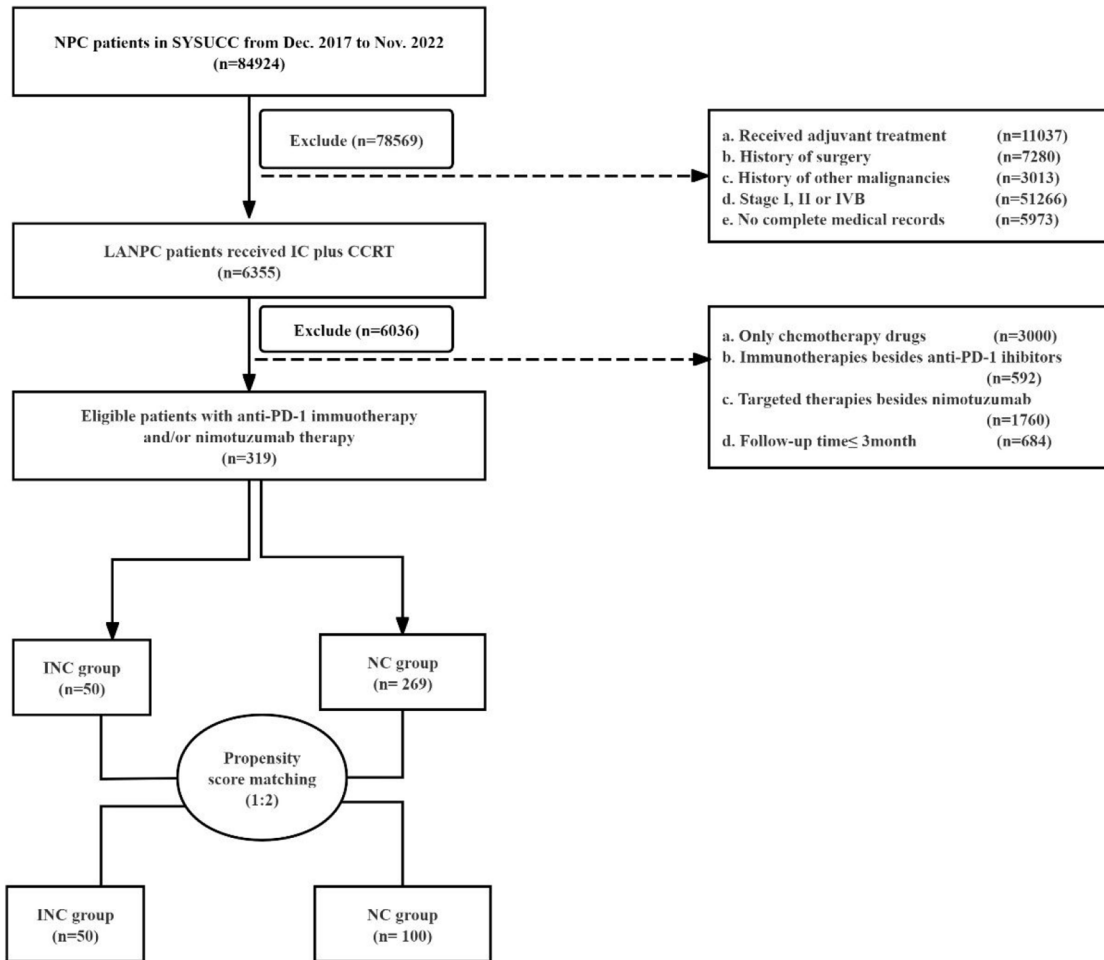 NPC patients in SYSUCC from Dec. 2017 to Nov. 2022
(n=84924)
Exclude (n=78569)
a. Received adjuvant treatment (n=11037)
b. History of surgery (n=7280)
c. History of other malignancies (n=3013)
d. Stage I, II or IVB (n=51266)
e. No complete medical records (n=5973)
LANPC patients received IC plus CCRT
(n=6355)
Exclude (n=6036)
a. Only chemotherapy drugs (n=3000)
b. Immunotherapies besides anti-PD-1 ihibitors
(n=592)
c. Targeted therapies besides nimotuzumab
(n=1760)
d. Follow-up time≤ 3month (n=684)
Eligible patients with anti-PD-1 immuotherapy
and/or nimotuzumab therapy
(n=319)
INC group
(n=50)
NC group
(n= 269)
Propensity
score matching
(1:2)
INC group
(n=50)
NC group
(n= 100)